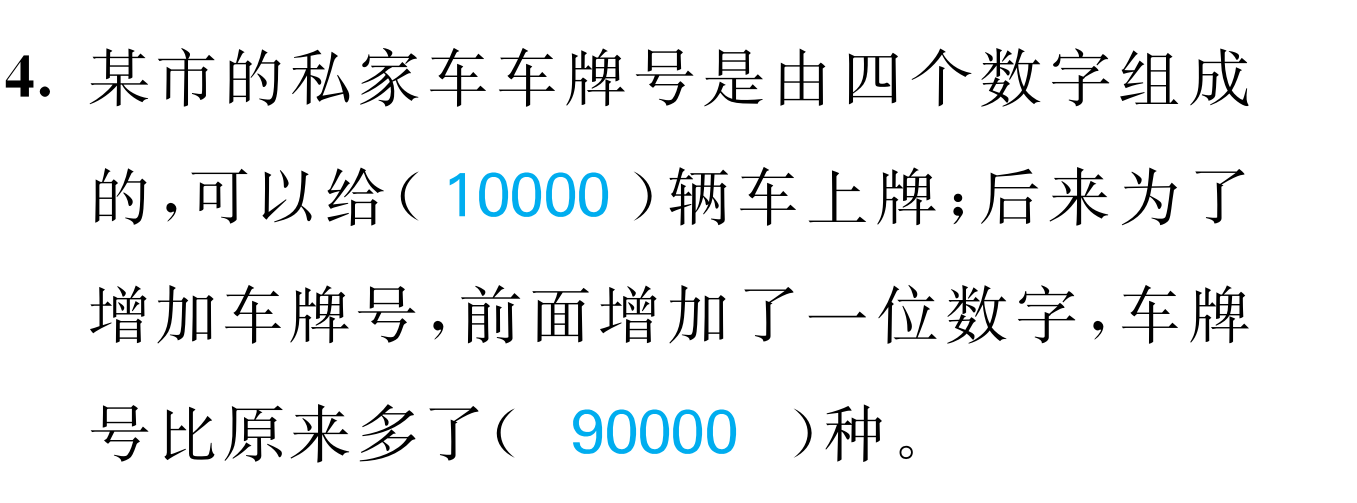 4. 某市的私家车车牌号是由四个数字组成
的,可以给( 10000 )辆车上牌;后来为了
增加车牌号,前面增加了一位数字,车牌
号比原来多了( 90000 )种。